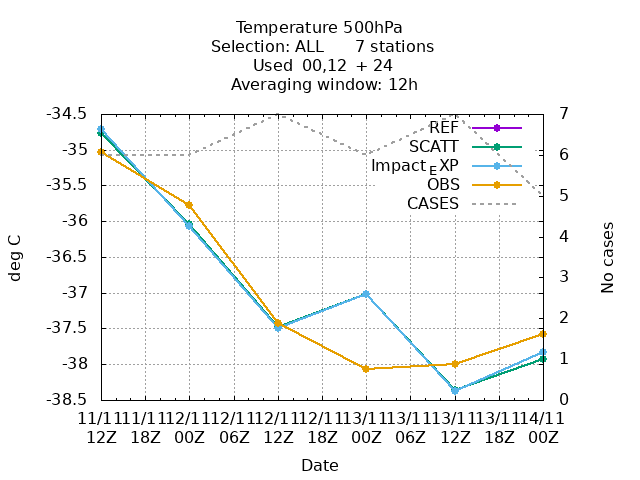 Temperature 500hPa
Selection: ALL 7 stations
Used 00,12 + 24
Averaging window: 12h
-34.5 7
REF
SCATT
-35 6
Impact_EXP
-35.5 5
OBS
CASES
-36 4
-36.5
deg C
No cases
-37 3
-37.5 2
-38 1
-38.5 0
11/11 11/11 12/11 12/11 12/11 12/11 13/11 13/11 13/11 13/11 14/11
12Z 18Z 00Z 06Z 12Z 18Z 00Z 06Z 12Z 18Z 00Z
Date